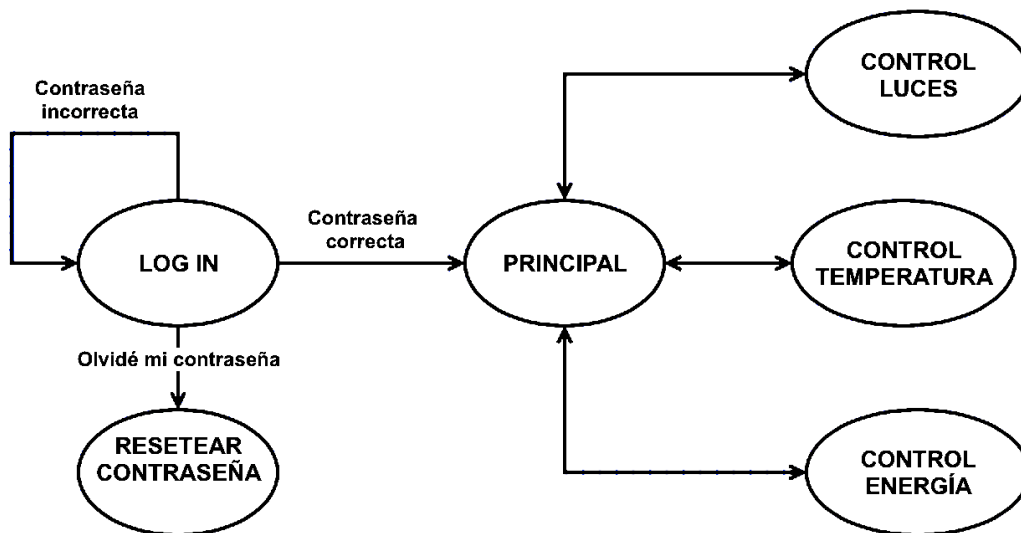 CONTROL
LUCES
Contraseña
incorrecta
Contraseña
correcta
LOG IN
PRINCIPAL
CONTROL
TEMPERATURA
Olvidé mi contraseña
RESETEAR
CONTRASEÑA
CONTROL
ENERGÍA